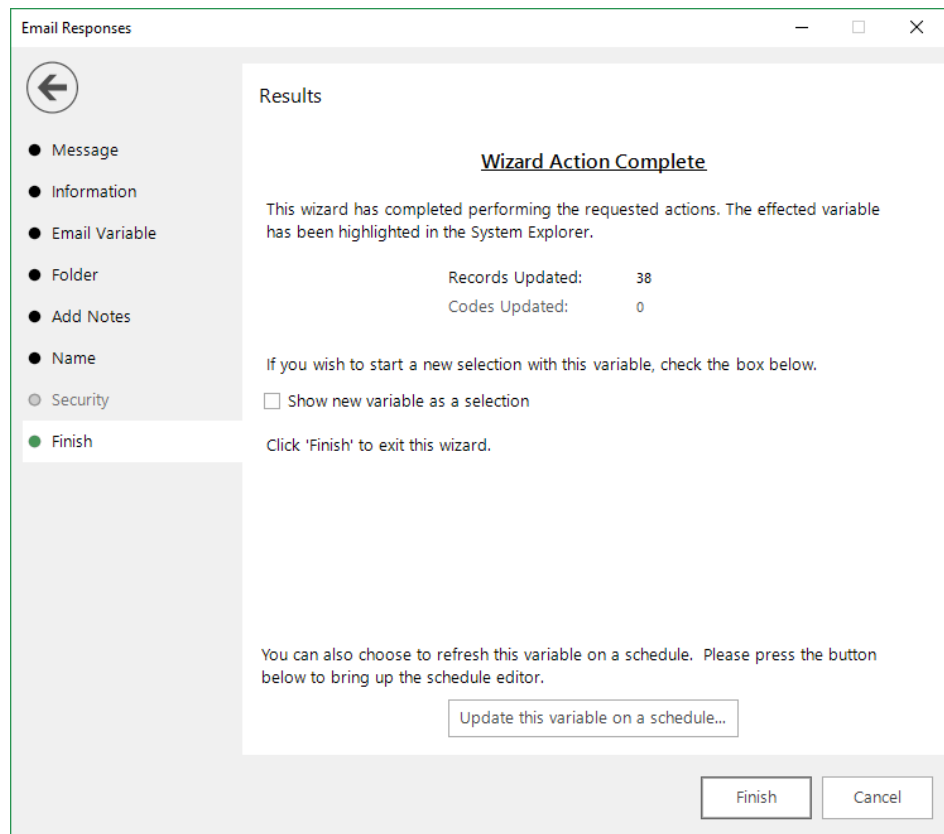 Email Responses
Message
Information
Email Variable
Folder
Add Notes
Name
Security
Finish
Results
Wizard Action Complete
This wizard has completed performing the requested actions. The effected variable
has been highlighted in the System Explorer.
Records Updated: 38
Codes Updated: 0
If you wish to start a new selection with this variable, check the box below.
Show new variable as a selection
Click 'Finish' to exit this wizard.
You can also choose to refresh this variable on a schedule. Please press the button
below to bring up the schedule editor.
Update this variable on a schedule...
Finish
Cancel